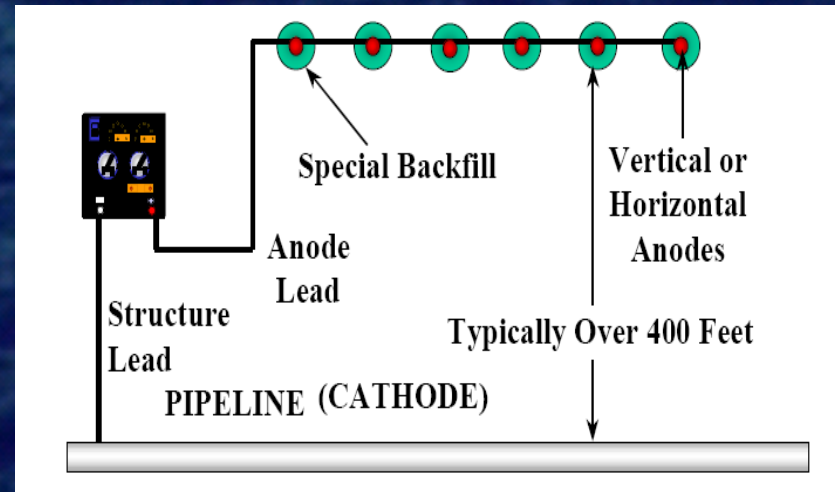 Special Backfill
Vertical or
Horizontal
Anodes
Anode
Lead
Structure
Lead
Typically Over 400 Feet
PIPELINE (CATHODE)